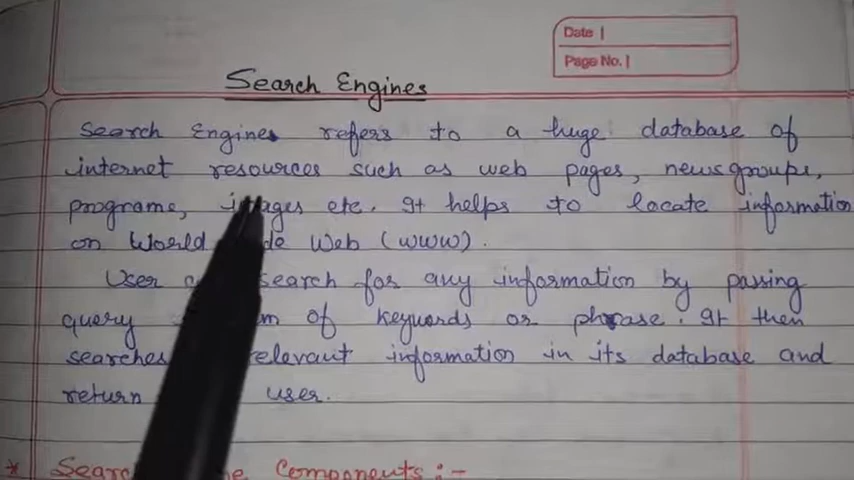 Date |
Page No. |
Search Engines
Search Engine refers to a huge database of
internet resources such as web pages, newsgroups,
programs, images etc. It helps to locate information
on World Web (www).
User search for any information by passing
query of keywords or phrase. It then
searches relevant information in its database and
return user.
* Components :-